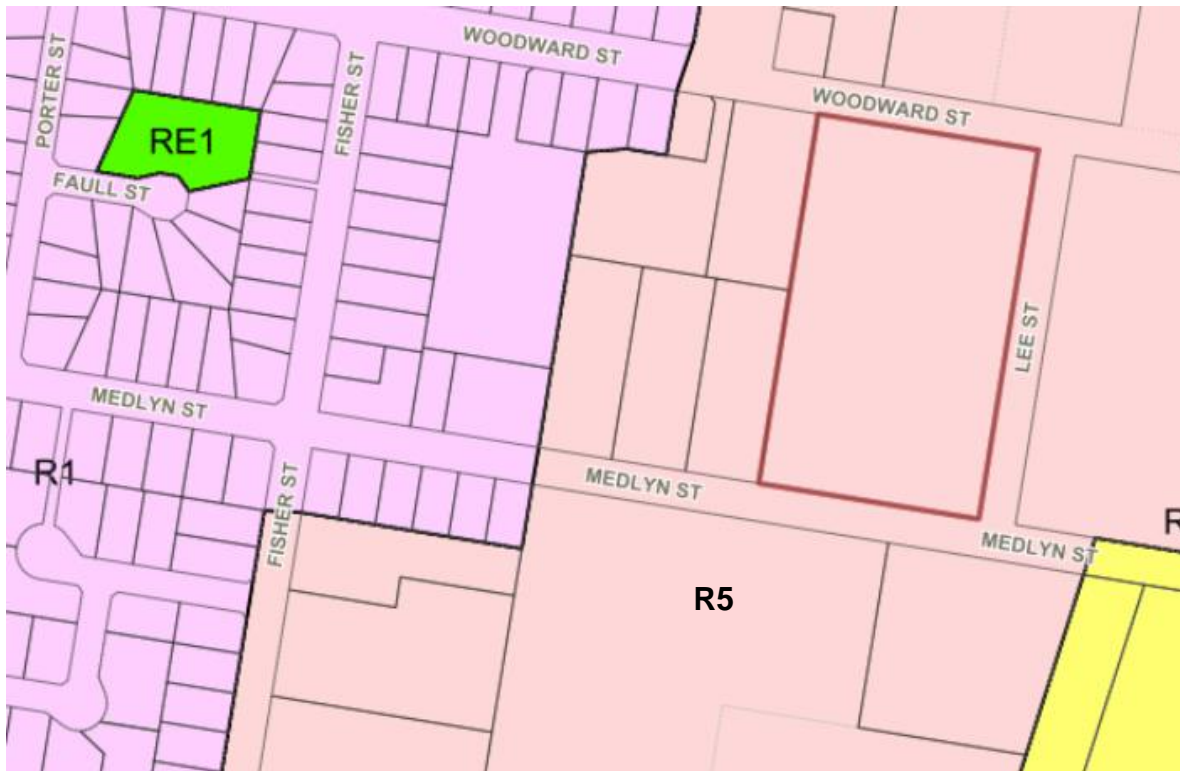 WOODWARD ST
WOODWARD ST
PORTER ST
FISHER ST
RE1
FAULL ST
LEE ST
MEDLYN ST
R1
MEDLYN ST
FISHER ST
R
MEDLYN ST
R5